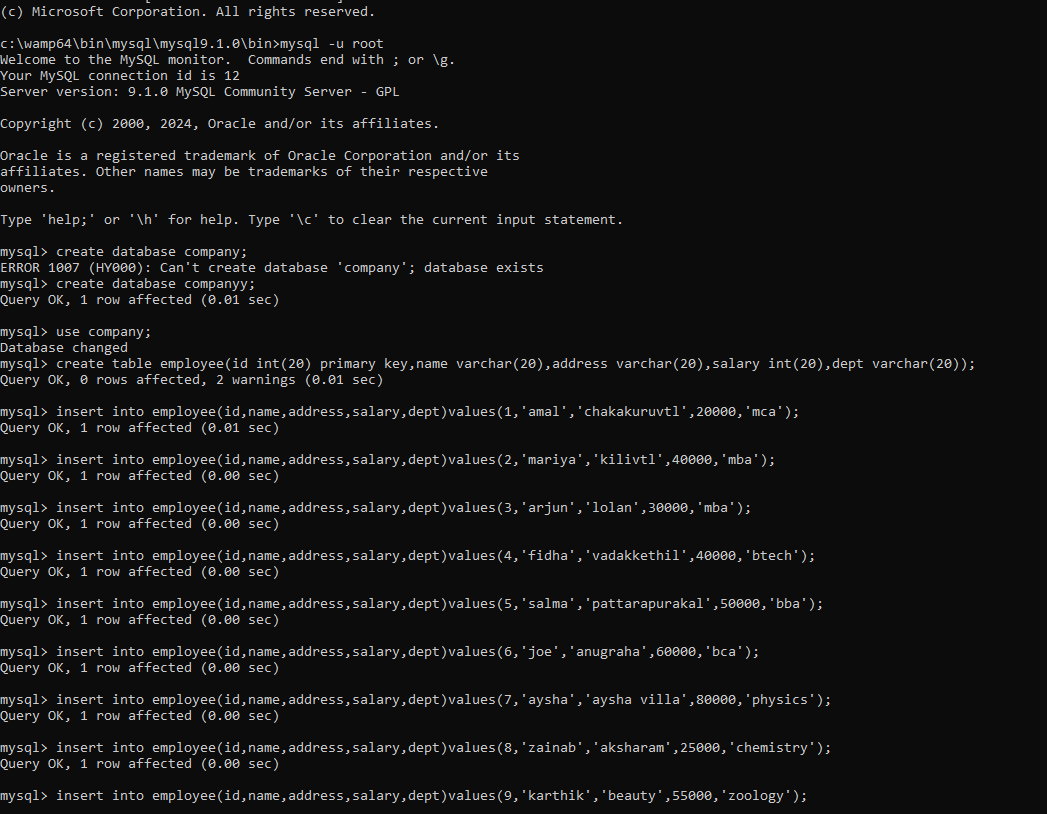 (c) Microsoft Corporation. All rights reserved.
c:\wamp64\bin\mysql\mysql9.1.0\bin>mysql -u root
Welcome to the MySQL monitor.  Commands end with ; or \g.
Your MySQL connection id is 12
Server version: 9.1.0 MySQL Community Server - GPL
Copyright (c) 2000, 2024, Oracle and/or its affiliates.
Oracle is a registered trademark of Oracle Corporation and/or its
affiliates. Other names may be trademarks of their respective
owners.
Type 'help;' or '\h' for help. Type '\c' to clear the current input statement.
mysql> create database company;
ERROR 1007 (HY000): Can't create database 'company'; database exists
mysql> create database companyy;
Query OK, 1 row affected (0.01 sec)
mysql> use company;
Database changed
mysql> create table employee(id int(20) primary key,name varchar(20),address varchar(20),salary int(20),dept varchar(20));
Query OK, 0 rows affected, 2 warnings (0.01 sec)
mysql> insert into employee(id,name,address,salary,dept)values(1,'amal','chakakuruvtl',20000,'mca');
Query OK, 1 row affected (0.01 sec)
mysql> insert into employee(id,name,address,salary,dept)values(2,'mariya','kilivtl',40000,'mba');
Query OK, 1 row affected (0.00 sec)
mysql> insert into employee(id,name,address,salary,dept)values(3,'arjun','lolan',30000,'mba');
Query OK, 1 row affected (0.00 sec)
mysql> insert into employee(id,name,address,salary,dept)values(4,'fidha','vadakkethil',40000,'btech');
Query OK, 1 row affected (0.00 sec)
mysql> insert into employee(id,name,address,salary,dept)values(5,'salma','pattarapurakal',50000,'bba');
Query OK, 1 row affected (0.00 sec)
mysql> insert into employee(id,name,address,salary,dept)values(6,'joe','anugraha',60000,'bca');
Query OK, 1 row affected (0.00 sec)
mysql> insert into employee(id,name,address,salary,dept)values(7,'aysha','aysha villa',80000,'physics');
Query OK, 1 row affected (0.00 sec)
mysql> insert into employee(id,name,address,salary,dept)values(8,'zainab','aksharam',25000,'chemistry');
Query OK, 1 row affected (0.00 sec)
mysql> insert into employee(id,name,address,salary,dept)values(9,'karthik','beauty',55000,'zoology');